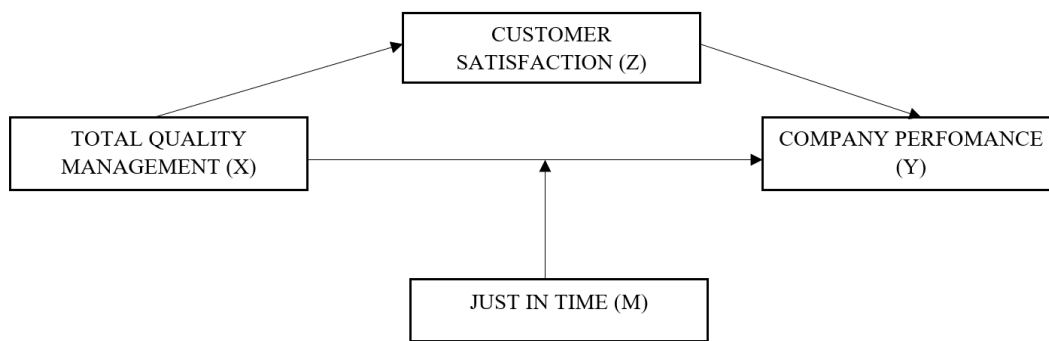 CUSTOMER
SATISFACTION (Z)
TOTAL QUALITY
MANAGEMENT (X)
COMPANY PERFOMANCE
(Y)
JUST IN TIME (M)